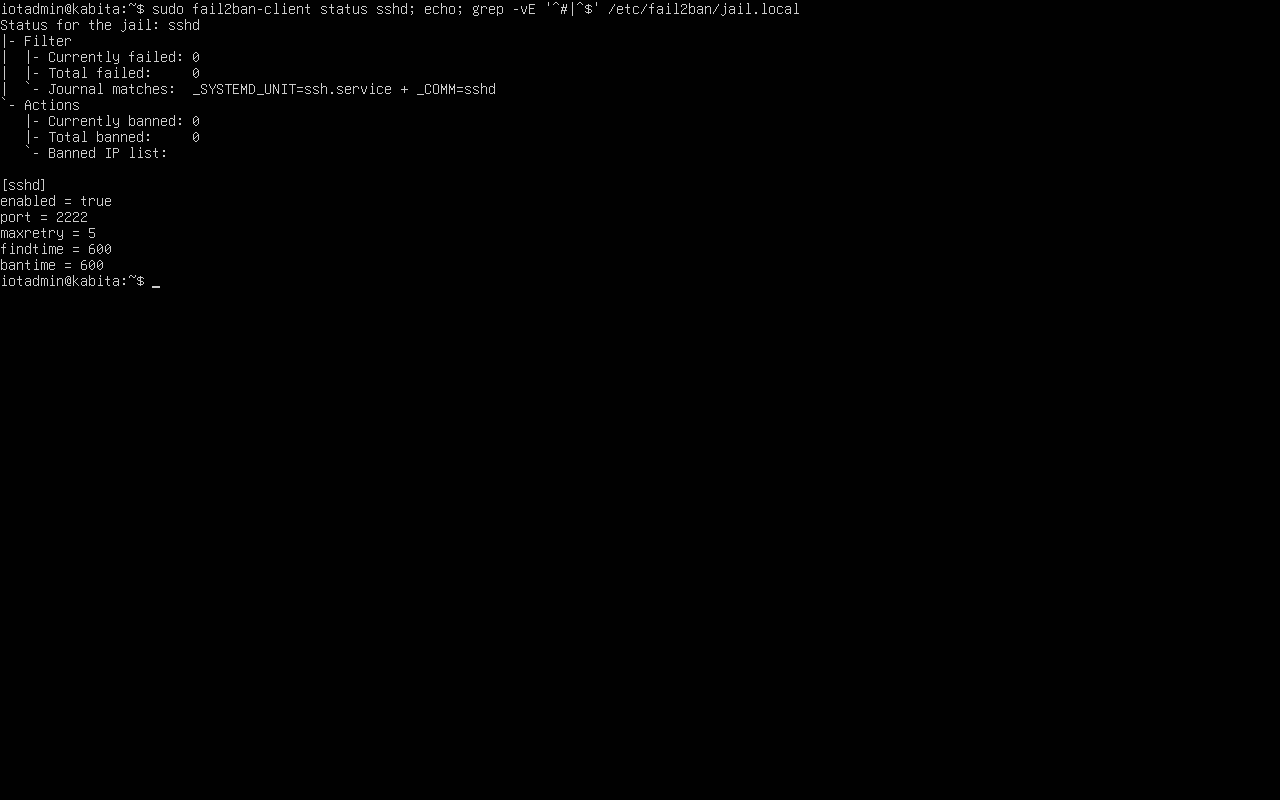 iotadmin@kabita:~$ sudo fail2ban-client status sshd; echo; grep -vE '^#|^$' /etc/fail2ban/jail.local
Status for the jail: sshd
|- Filter
|  |- Currently failed: 0
|  |- Total failed:     0
|  `- Journal matches:  _SYSTEMD_UNIT=ssh.service + _COMM=sshd
`- Actions
   |- Currently banned: 0
   |- Total banned:     0
   `- Banned IP list:

[sshd]
enabled = true
port = 2222
maxretry = 5
findtime = 600
bantime = 600
iotadmin@kabita:~$ _